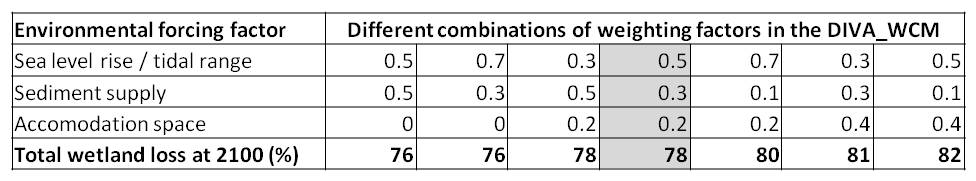 Environmental forcing factor Different combinations of weighting factors in the DIVA_WCM
Sea level rise / tidal range 0.5 0.7 0.3 0.5 0.7 0.3 0.5
Sediment supply 0.5 0.3 0.5 0.3 0.1 0.3 0.1
Accomodation space 0 0 0.2 0.2 0.2 0.4 0.4
Total wetland loss at 2100 (%) 76 76 78 78 80 81 82